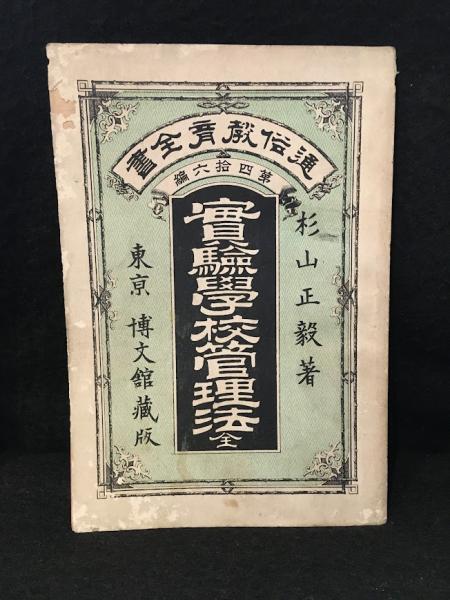 通俗教育全書
第四拾六編
杉山正毅著
實驗學校管理法 全
東京 博文館藏版